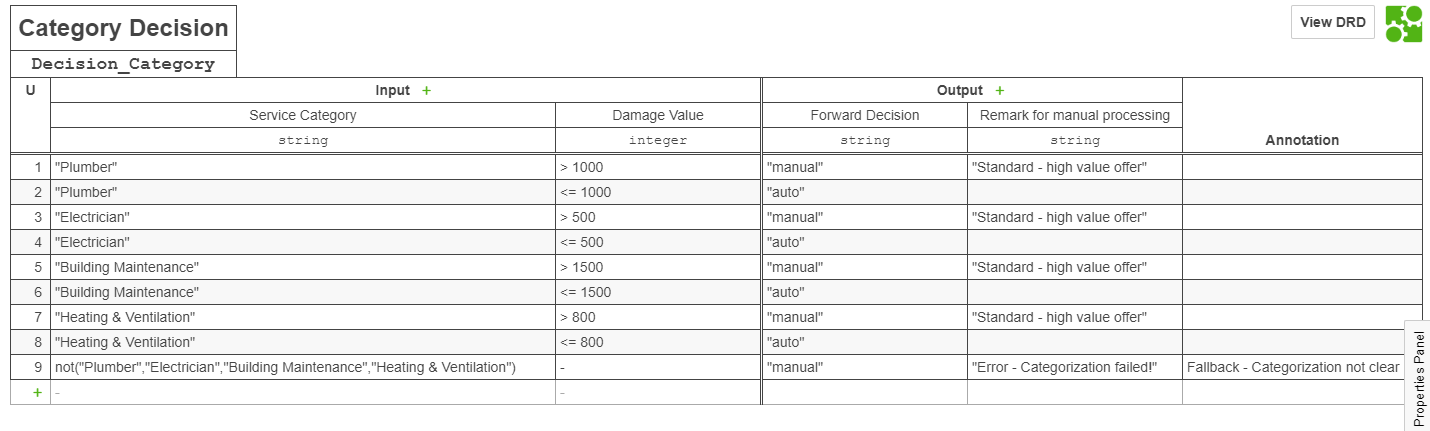 Category Decision
View DRD
Decision_Category
U Input + Output +
Service Category Damage Value Forward Decision Remark for manual processing
string integer string string Annotation
1 "Plumber" > 1000 "manual" "Standard - high value offer"
2 "Plumber" <= 1000 "auto"
3 "Electrician" > 500 "manual" "Standard - high value offer"
4 "Electrician" <= 500 "auto"
5 "Building Maintenance" > 1500 "manual" "Standard - high value offer"
6 "Building Maintenance" <= 1500 "auto"
7 "Heating & Ventilation" > 800 "manual" "Standard - high value offer"
8 "Heating & Ventilation" <= 800 "auto"
9 not("Plumber","Electrician","Building Maintenance","Heating & Ventilation") - "manual" "Error - Categorization failed!" Fallback - Categorization not clear
+ - -
Properties Panel